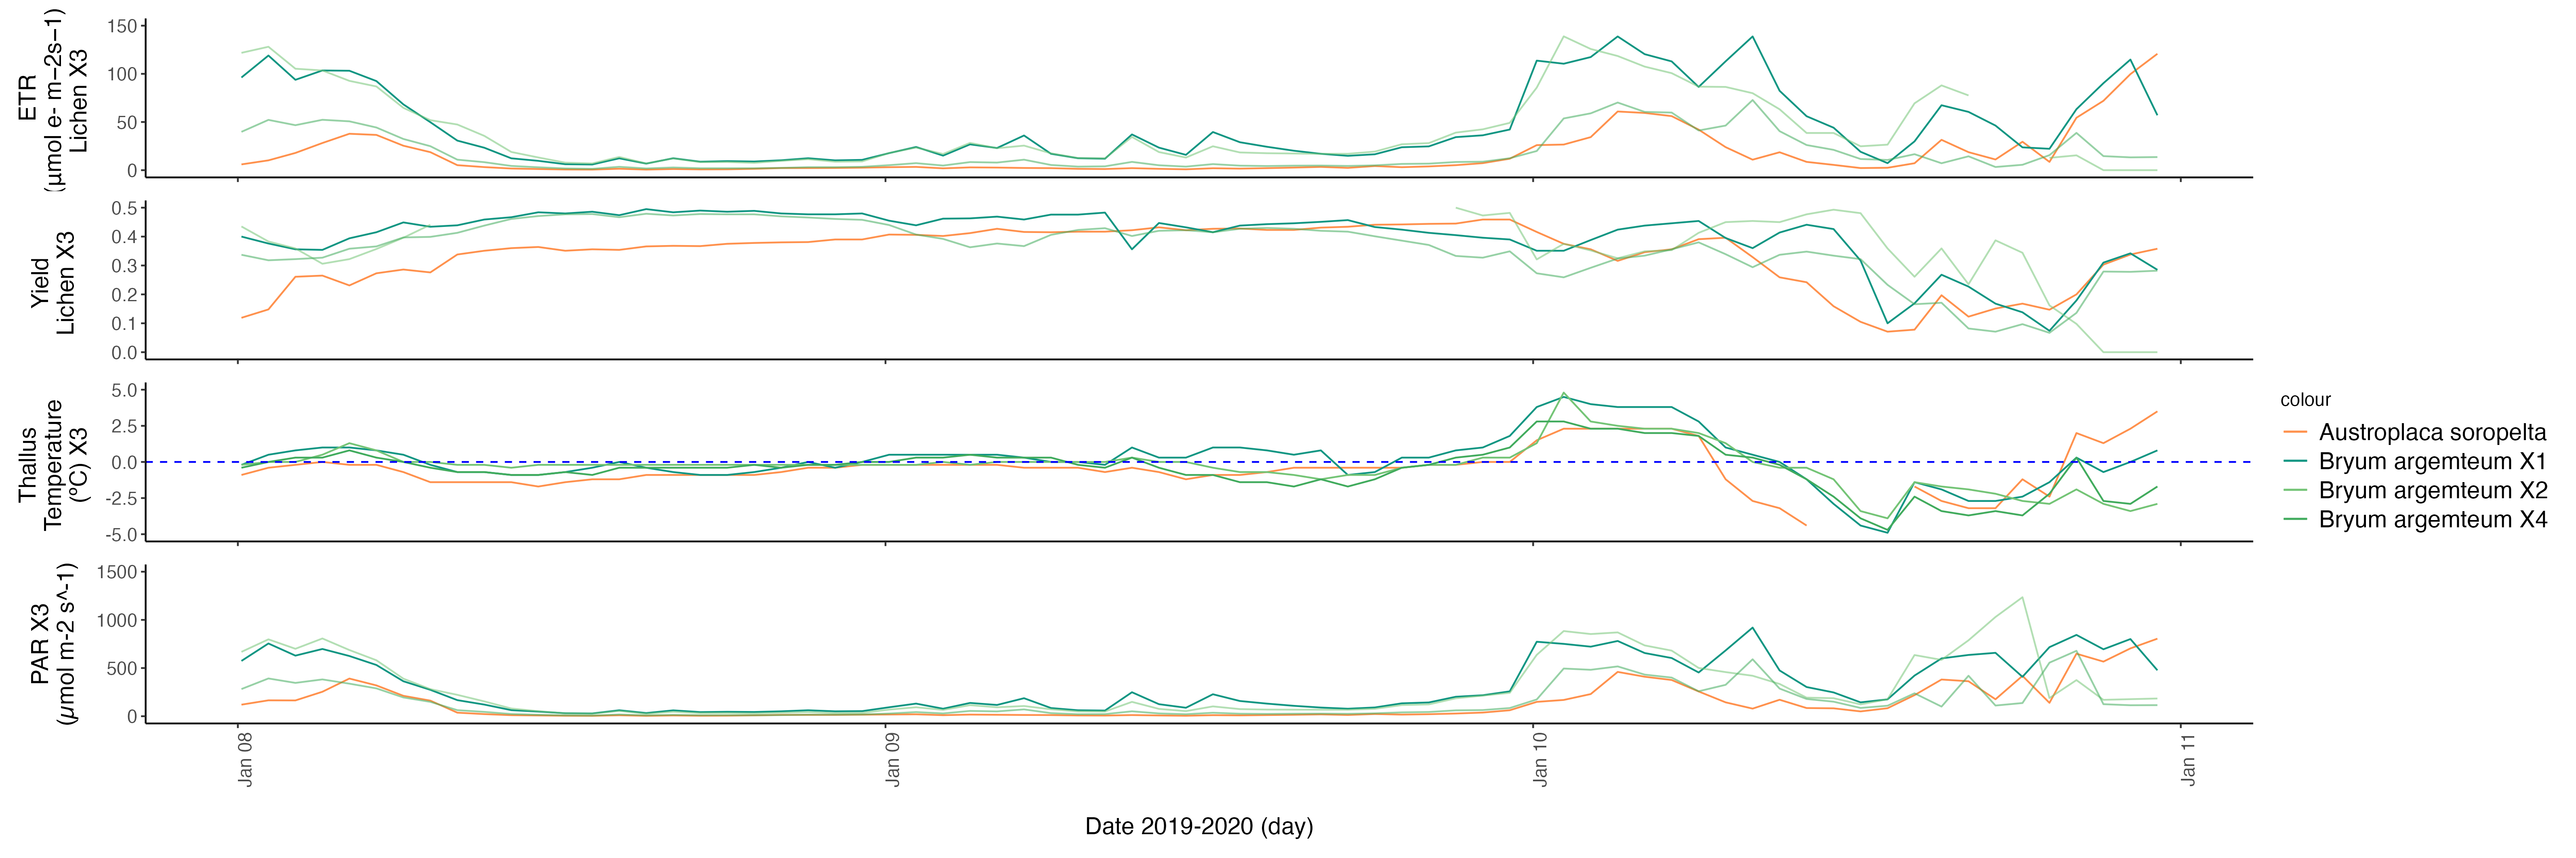 ETR
(μmol e- m−2s−1)
Lichen X3
150
100
50
0
Yield
Lichen X3
0.5
0.4
0.3
0.2
0.1
0.0
Thallus
Temperature
(ºC) X3
5.0
2.5
0.0
-2.5
-5.0
PAR X3
(μmol m-2 s^-1)
1500
1000
500
0
Jan 08
Jan 09
Jan 10
Jan 11
Date 2019-2020 (day)
colour
Austroplaca soropelta
Bryum argemteum X1
Bryum argemteum X2
Bryum argemteum X4